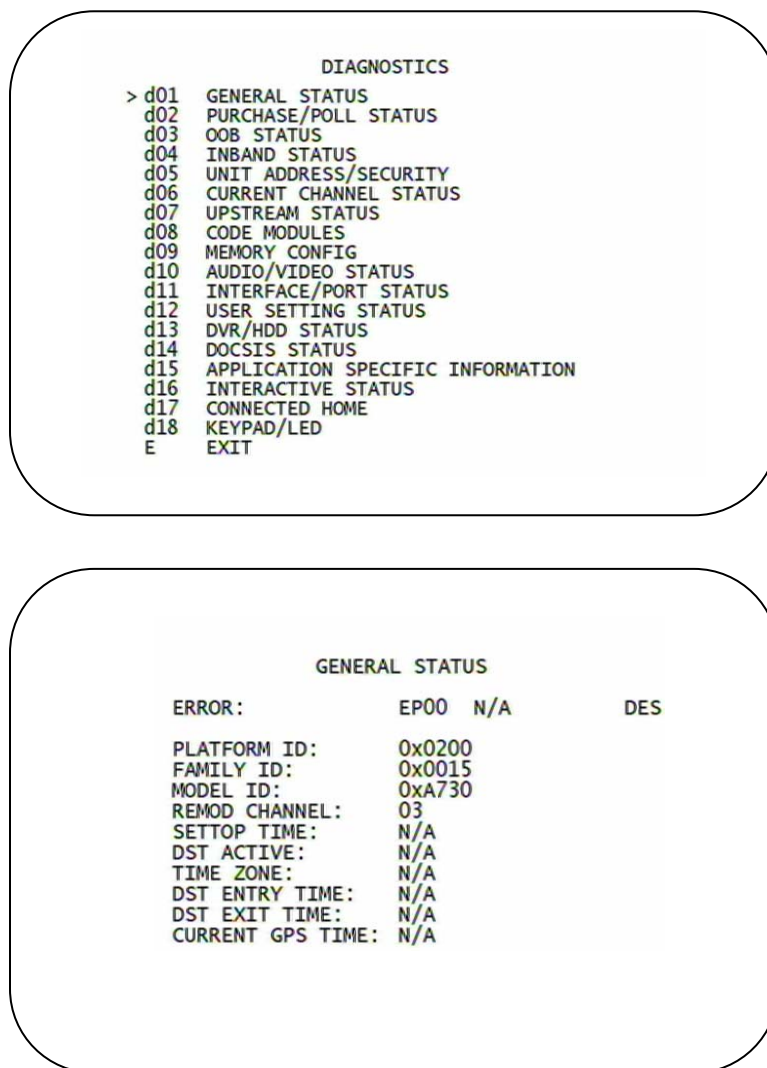 DIAGNOSTICS
> d01 GENERAL STATUS
d02 PURCHASE/POLL STATUS
d03 OOB STATUS
d04 INBAND STATUS
d05 UNIT ADDRESS/SECURITY
d06 CURRENT CHANNEL STATUS
d07 UPSTREAM STATUS
d08 CODE MODULES
d09 MEMORY CONFIG
d10 AUDIO/VIDEO STATUS
d11 INTERFACE/PORT STATUS
d12 USER SETTING STATUS
d13 DVR/HDD STATUS
d14 DOCSIS STATUS
d15 APPLICATION SPECIFIC INFORMATION
d16 INTERACTIVE STATUS
d17 CONNECTED HOME
d18 KEYPAD/LED
E EXIT
GENERAL STATUS
ERROR: EP00 N/A DES
PLATFORM ID: 0x0200
FAMILY ID: 0x0015
MODEL ID: 0xA730
REMOD CHANNEL: 03
SETTOP TIME: N/A
DST ACTIVE: N/A
TIME ZONE: N/A
DST ENTRY TIME: N/A
DST EXIT TIME: N/A
CURRENT GPS TIME: N/A